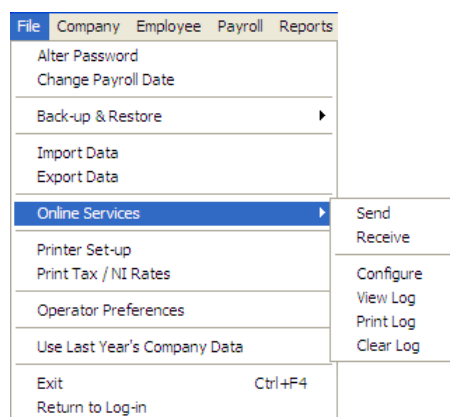 File Company Employee Payroll Reports
Alter Password
Change Payroll Date
Back-up & Restore
Import Data
Export Data
Online Services
Send
Receive
Configure
View Log
Print Log
Clear Log
Printer Set-up
Print Tax / NI Rates
Operator Preferences
Use Last Year's Company Data
Exit Ctrl+F4
Return to Log-in